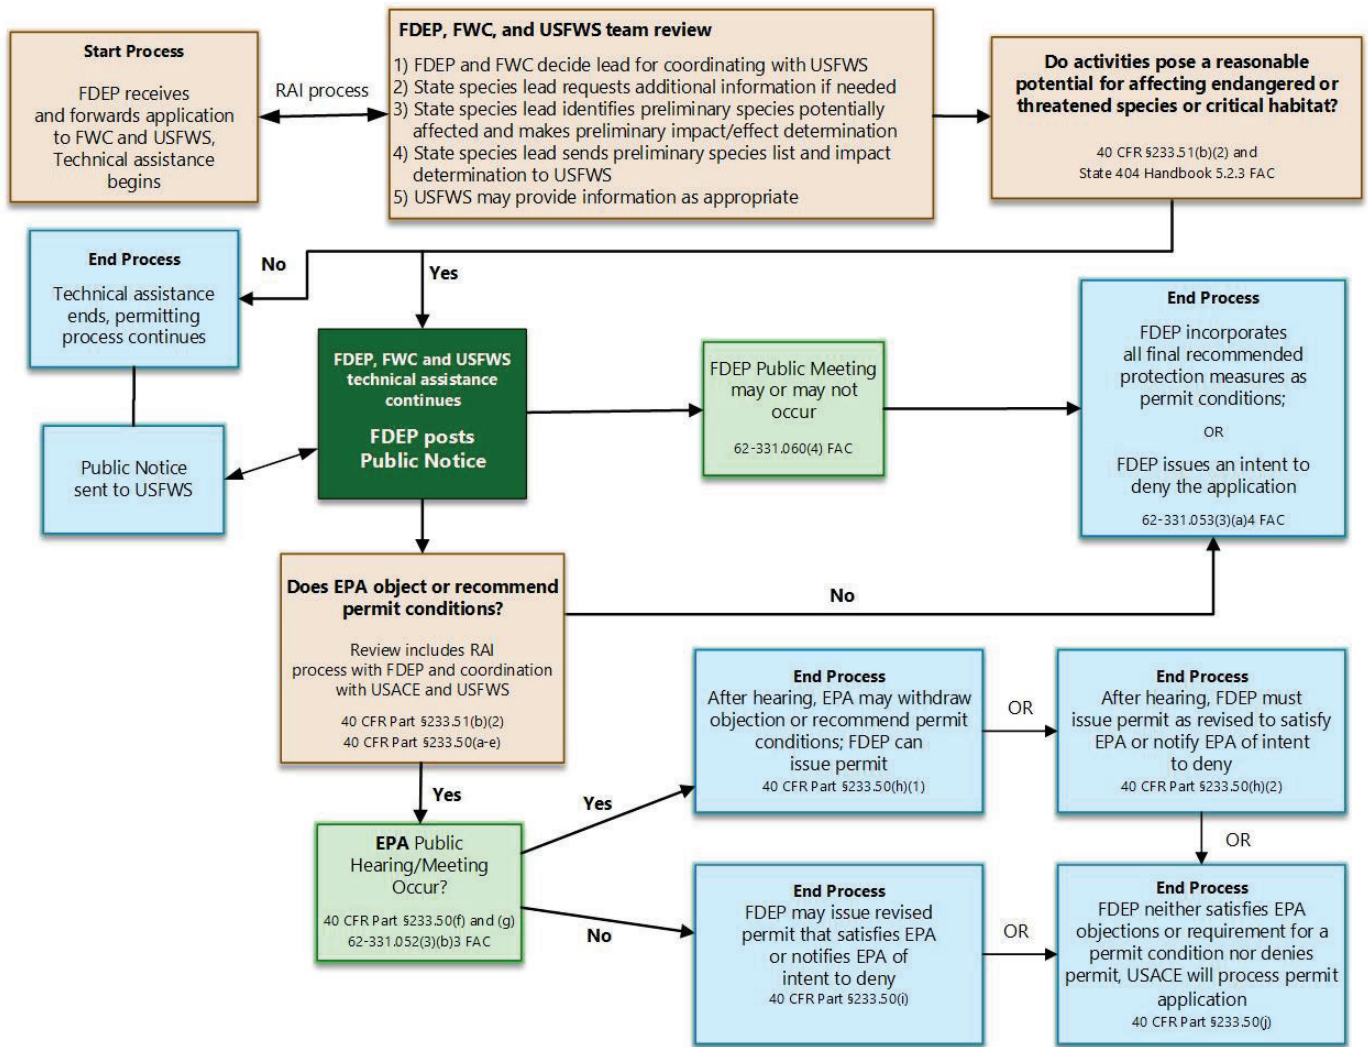 Start Process
FDEP receives
and forwards application
to FWC and USFWS,
Technical assistance
begins
RAI process
FDEP, FWC, and USFWS team review
1) FDEP and FWC decide lead for coordinating with USFWS
2) State species lead requests additional information if needed
3) State species lead identifies preliminary species potentially
affected and makes preliminary impact/effect determination
4) State species lead sends preliminary species list and impact
determination to USFWS
5) USFWS may provide information as appropriate
Do activities pose a reasonable
potential for affecting endangered or
threatened species or critical habitat?
40 CFR §233.51(b)(2) and
State 404 Handbook 5.2.3 FAC
No
Yes
End Process
Technical assistance
ends, permitting
process continues
Public Notice
sent to USFWS
FDEP, FWC and USFWS
technical assistance
continues
FDEP posts
Public Notice
FDEP Public Meeting
may or may not
occur
62-331.060(4) FAC
End Process
FDEP incorporates
all final recommended
protection measures as
permit conditions;
OR
FDEP issues an intent to
deny the application
62-331.053(3)(a)4 FAC
Does EPA object or recommend
permit conditions?
Review includes RAI
process with FDEP and coordination
with USACE and USFWS
40 CFR Part §233.51(b)(2)
40 CFR Part §233.50(a-e)
No
Yes
EPA Public
Hearing/Meeting
Occur?
40 CFR Part §233.50(f) and (g)
62-331.052(3)(b)3 FAC
Yes
No
End Process
After hearing, EPA may withdraw
objection or recommend permit
conditions; FDEP can
issue permit
40 CFR Part §233.50(h)(1)
OR
End Process
After hearing, FDEP must
issue permit as revised to satisfy
EPA or notify EPA of intent
to deny
40 CFR Part §233.50(h)(2)
OR
End Process
FDEP may issue revised
permit that satisfies EPA
or notifies EPA of
intent to deny
40 CFR Part §233.50(i)
OR
End Process
FDEP neither satisfies EPA
objections or requirement for a
permit condition nor denies
permit, USACE will process permit
application
40 CFR Part §233.50(j)